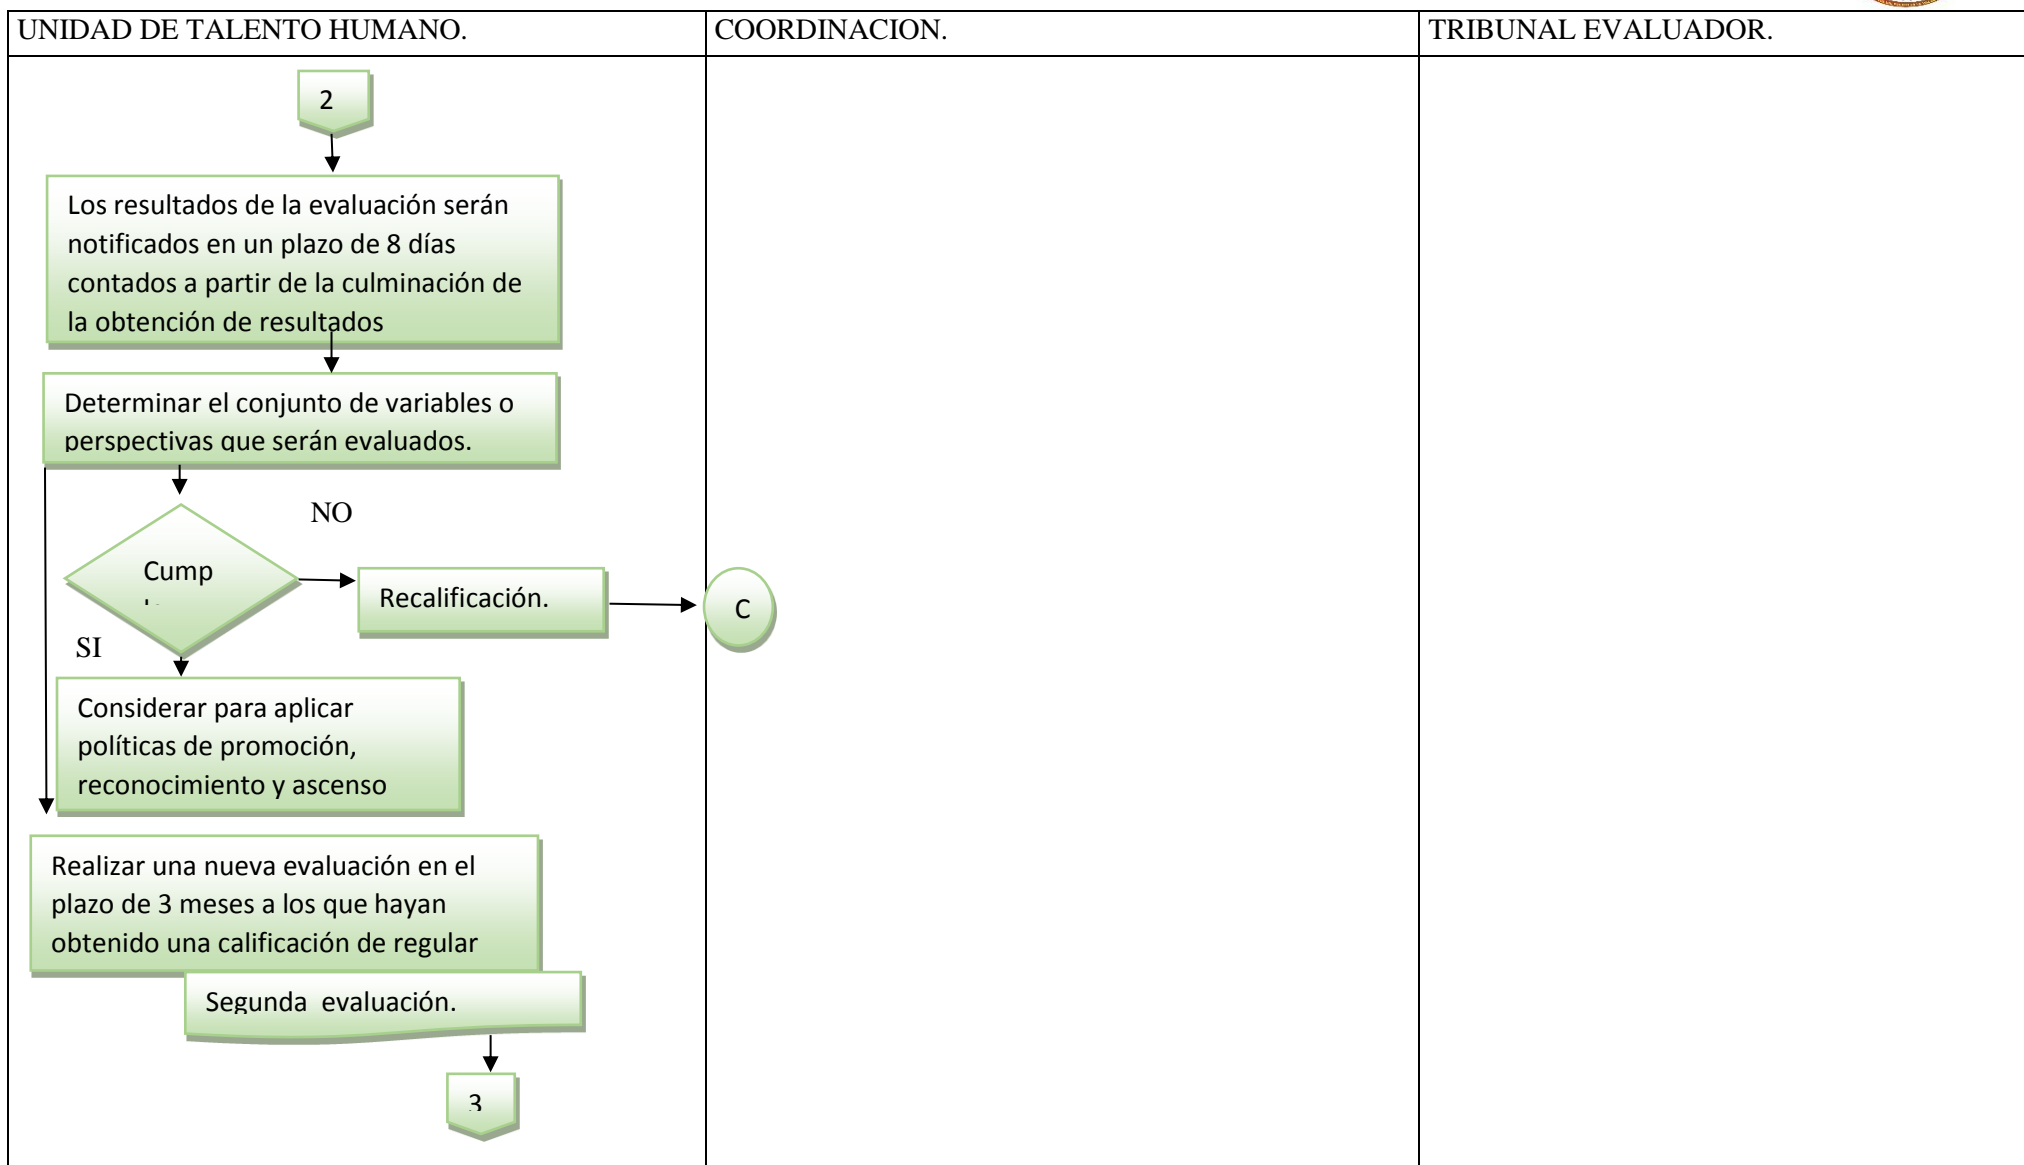 UNIDAD DE TALENTO HUMANO.
COORDINACION.
TRIBUNAL EVALUADOR.
2
Los resultados de la evaluación serán
notificados en un plazo de 8 días
contados a partir de la culminación de
la obtención de resultados
Determinar el conjunto de variables o
perspectivas que serán evaluados.
NO
Cump
Recalificación.
C
SI
Considerar para aplicar
políticas de promoción,
reconocimiento y ascenso
Realizar una nueva evaluación en el
plazo de 3 meses a los que hayan
obtenido una calificación de regular
Segunda  evaluación.
3